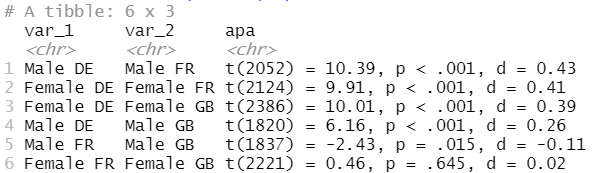 # A tibble: 6 x 3
var_1 var_2 apa
<chr> <chr> <chr>
1 Male DE Male FR t(2052) = 10.39, p < .001, d = 0.43
2 Female DE Female FR t(2124) = 9.91, p < .001, d = 0.41
3 Female DE Female GB t(2386) = 10.01, p < .001, d = 0.39
4 Male DE Male GB t(1820) = 6.16, p < .001, d = 0.26
5 Male FR Male GB t(1837) = -2.43, p = .015, d = -0.11
6 Female FR Female GB t(2221) = 0.46, p = .645, d = 0.02